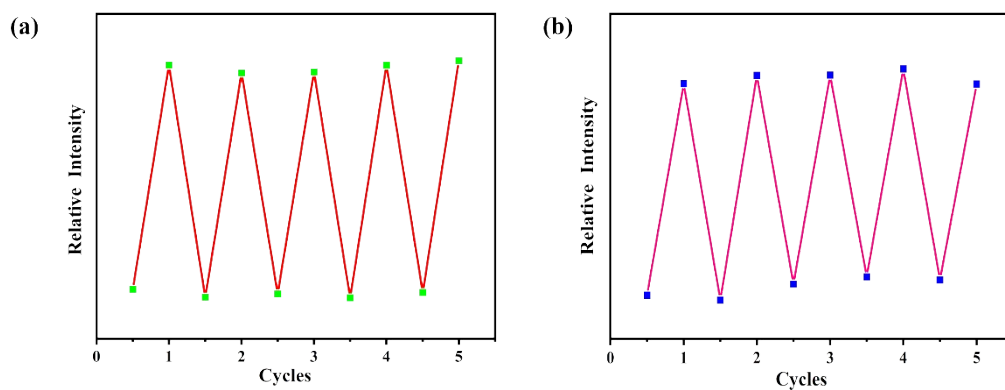 (a)
Relative Intensity
0 1 2 3 4 5
Cycles
(b)
Relative Intensity
0 1 2 3 4 5
Cycles